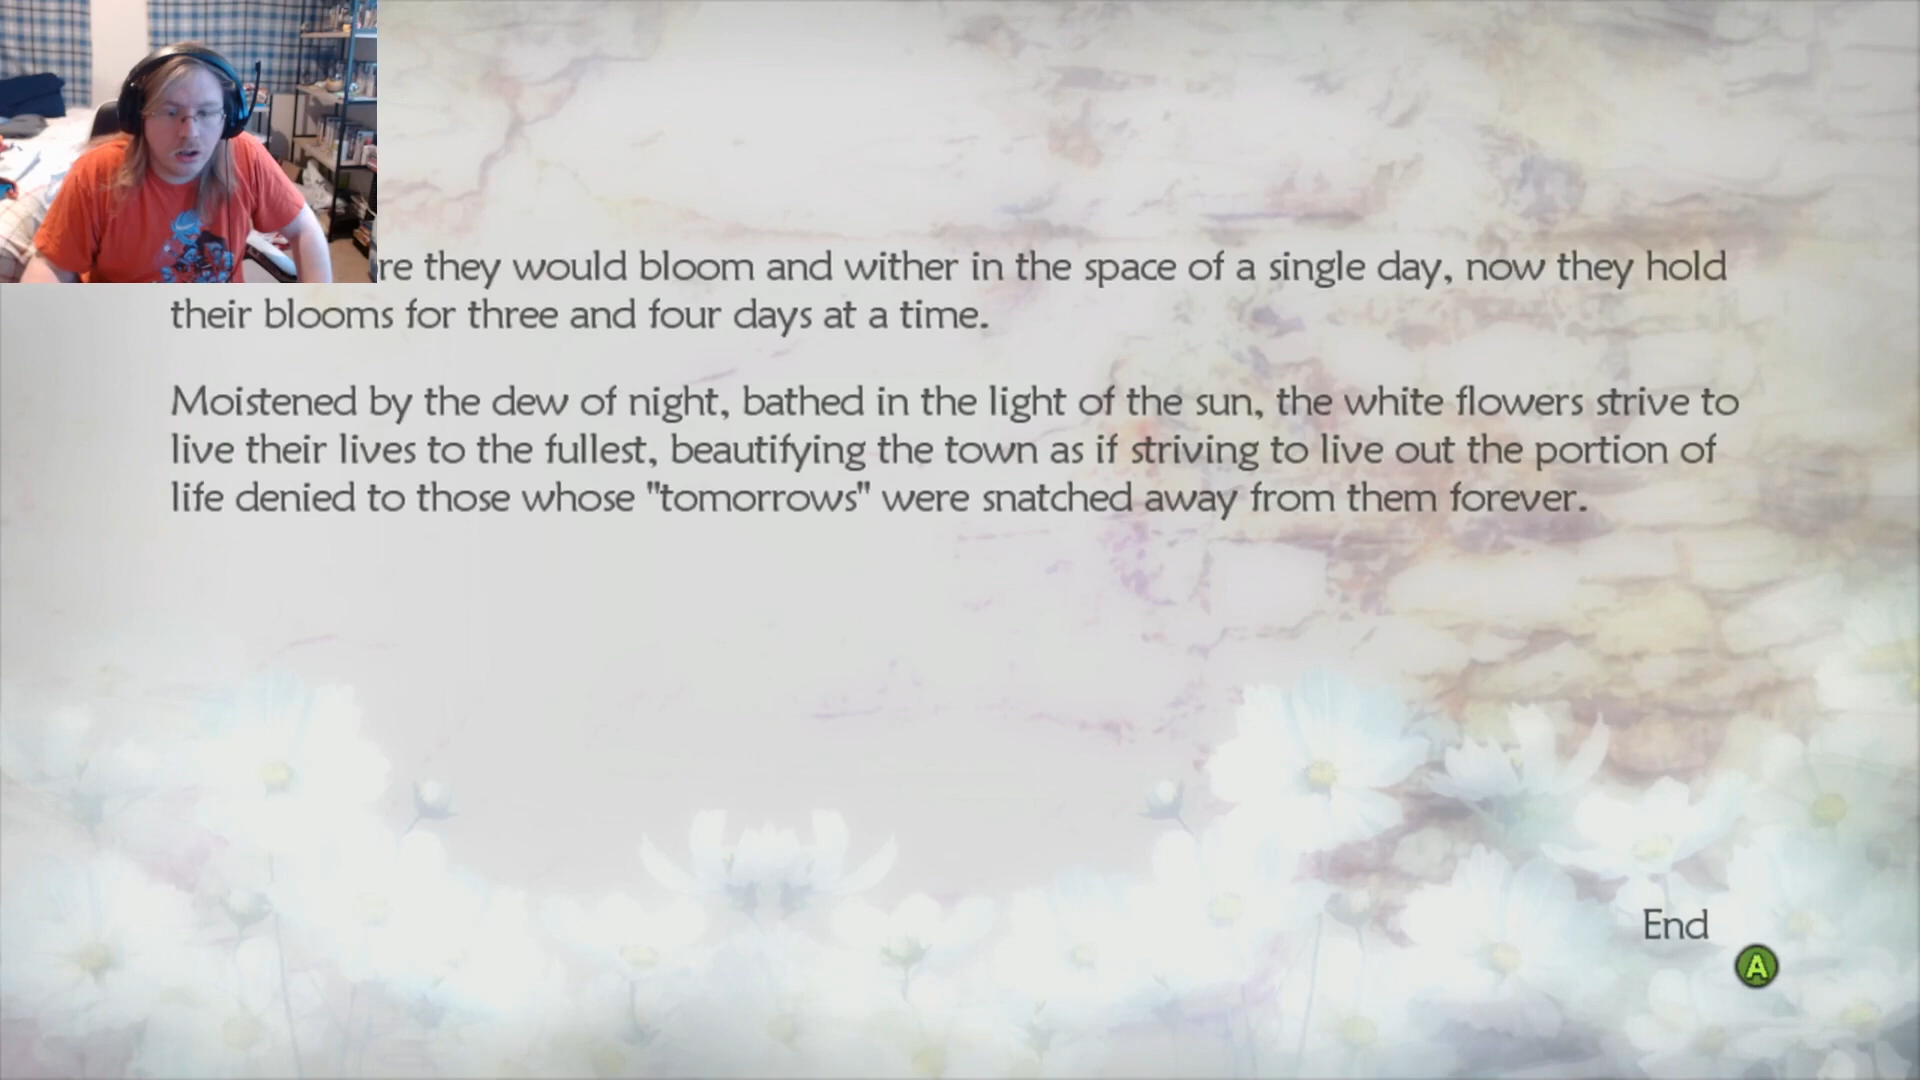 they would bloom and wither in the space of a single day, now they hold
their blooms for three and four days at a time.
Moistened by the dew of night, bathed in the light of the sun, the white flowers strive to
live their lives to the fullest, beautifying the town as if striving to live out the portion of
life denied to those whose "tomorrows" were snatched away from them forever.
End
A